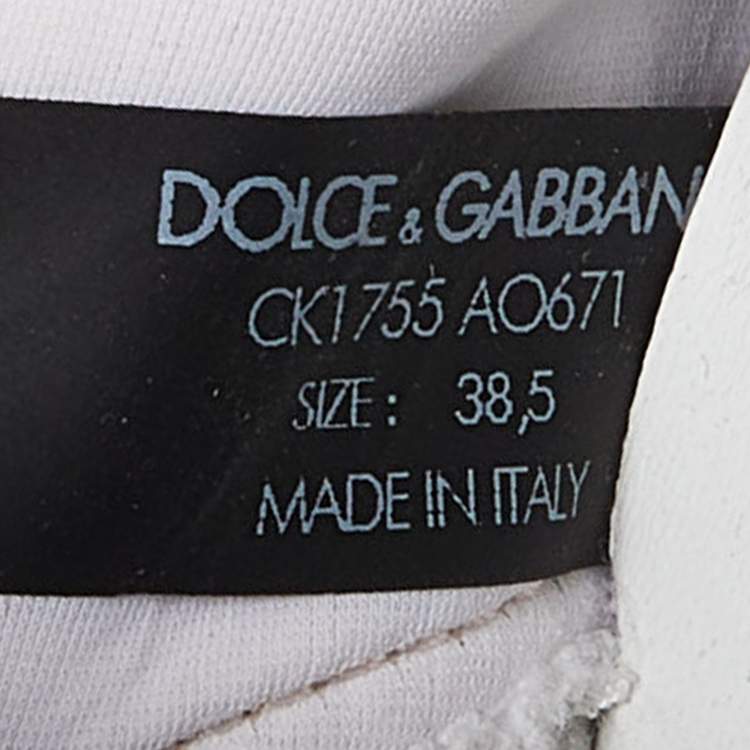 DOLCE & GABBAN
CK1755 AO671
SIZE: 38,5
MADE IN ITALY